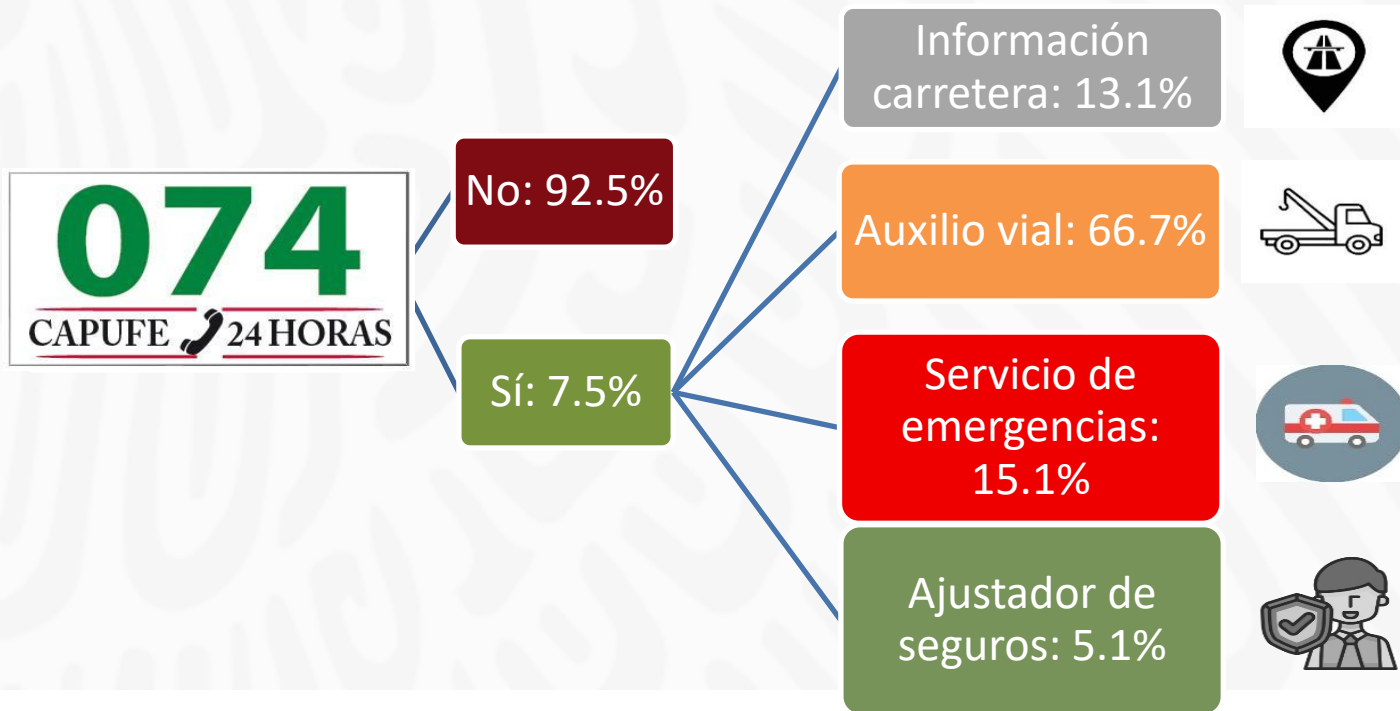 074
CAPUFE 24 HORAS
No: 92.5%
Sí: 7.5%
Información
carretera: 13.1%
Auxilio vial: 66.7%
Servicio de
emergencias:
15.1%
Ajustador de
seguros: 5.1%